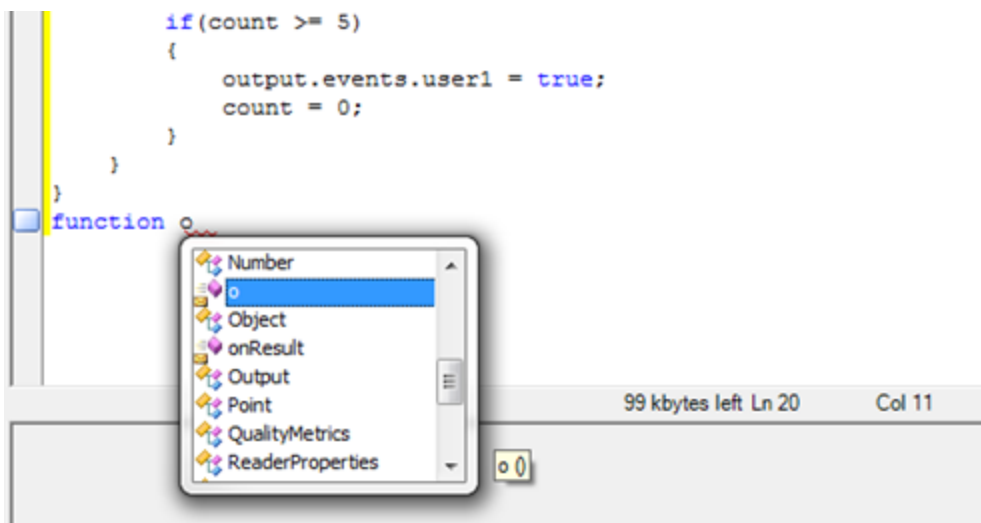 if(count >= 5)
{
output.events.user1 = true;
count = 0;
}
}
}
function o
Number
o
Object
onResult
Output
Point
QualityMetrics
ReaderProperties
99 kbytes left Ln 20 Col 11
o ()